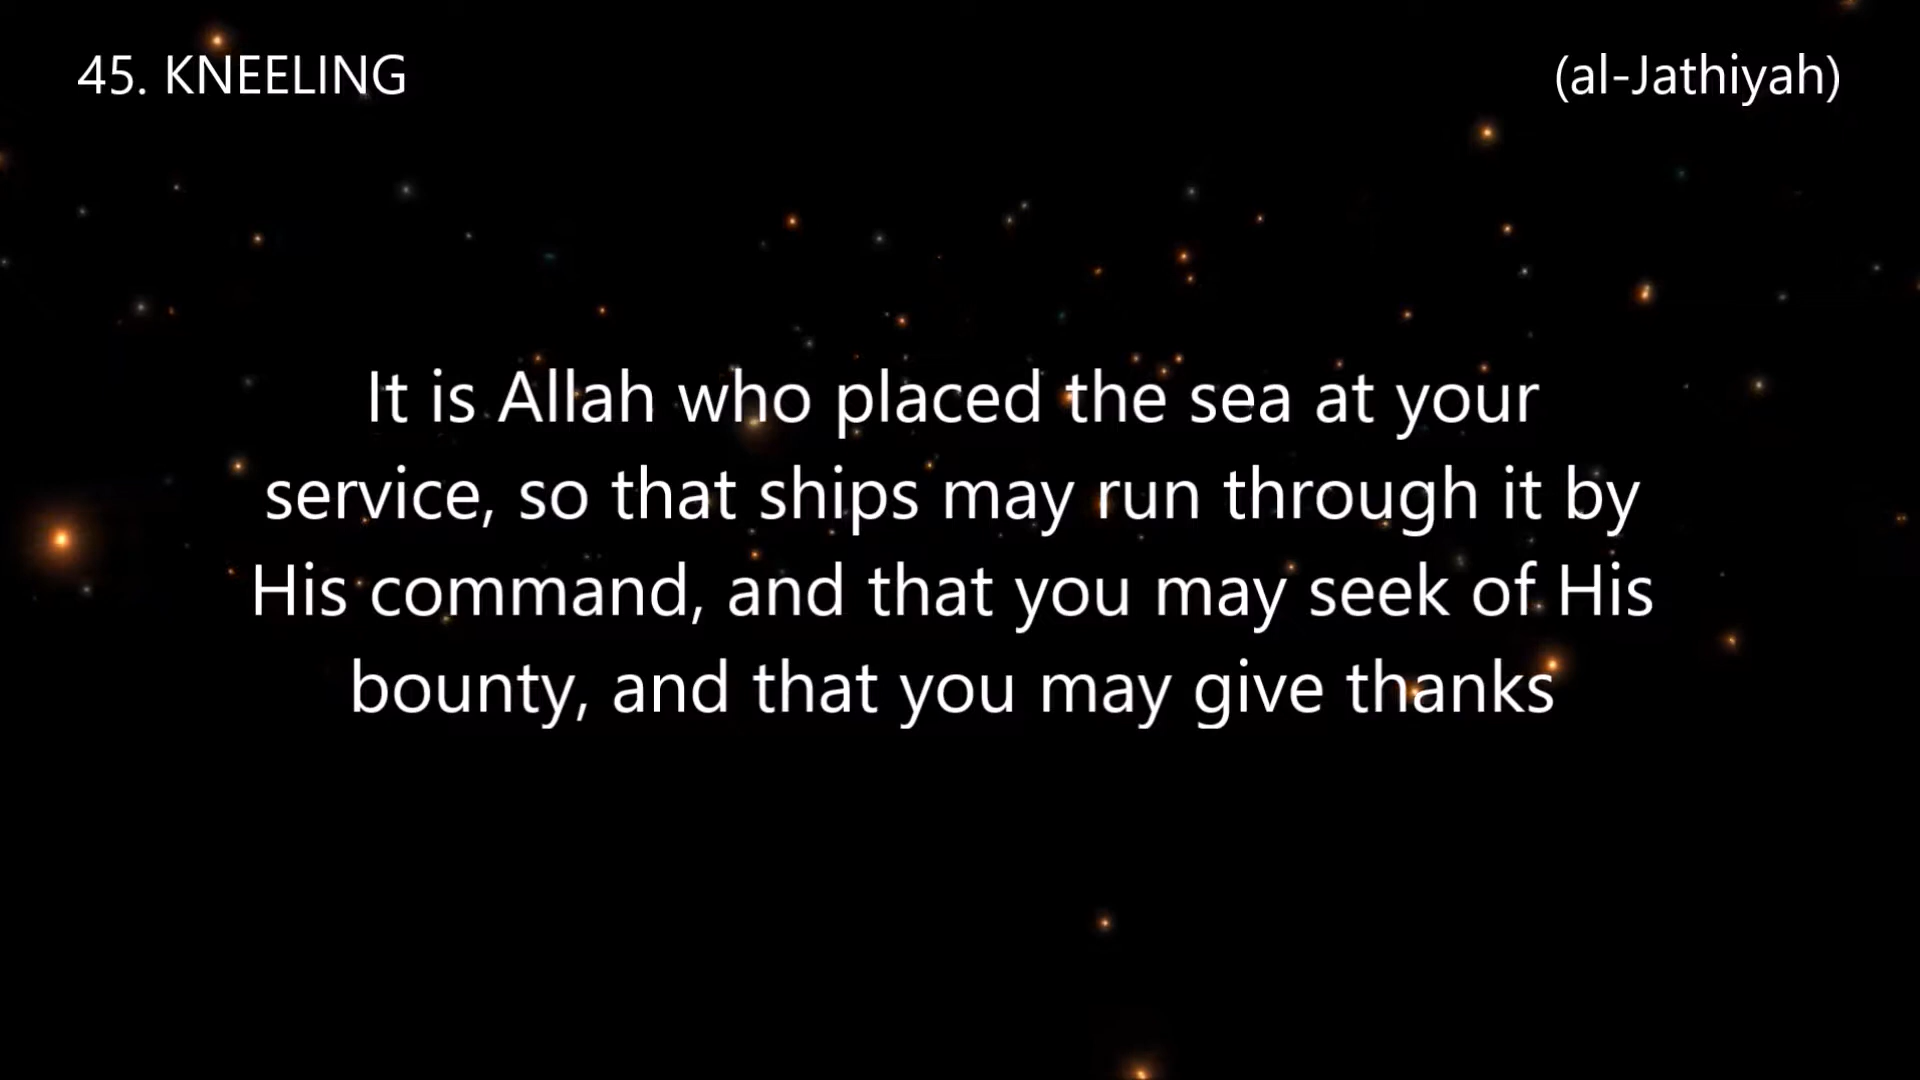 45. KNEELING
(al-Jathiyah)
It is Allah who placed the sea at your
service, so that ships may run through it by
His command, and that you may seek of His
bounty, and that you may give thanks